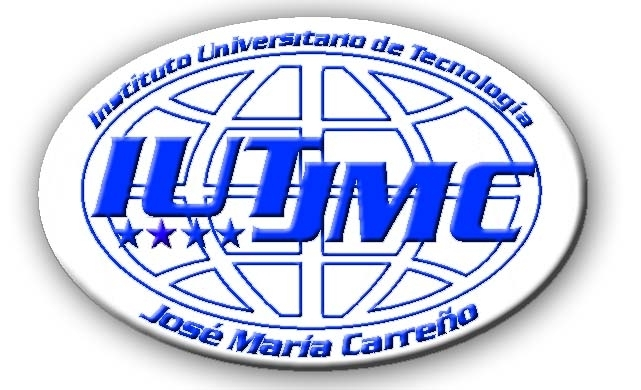 Instituto Universitario de Tecnología
IUTJMC
José María Carreño